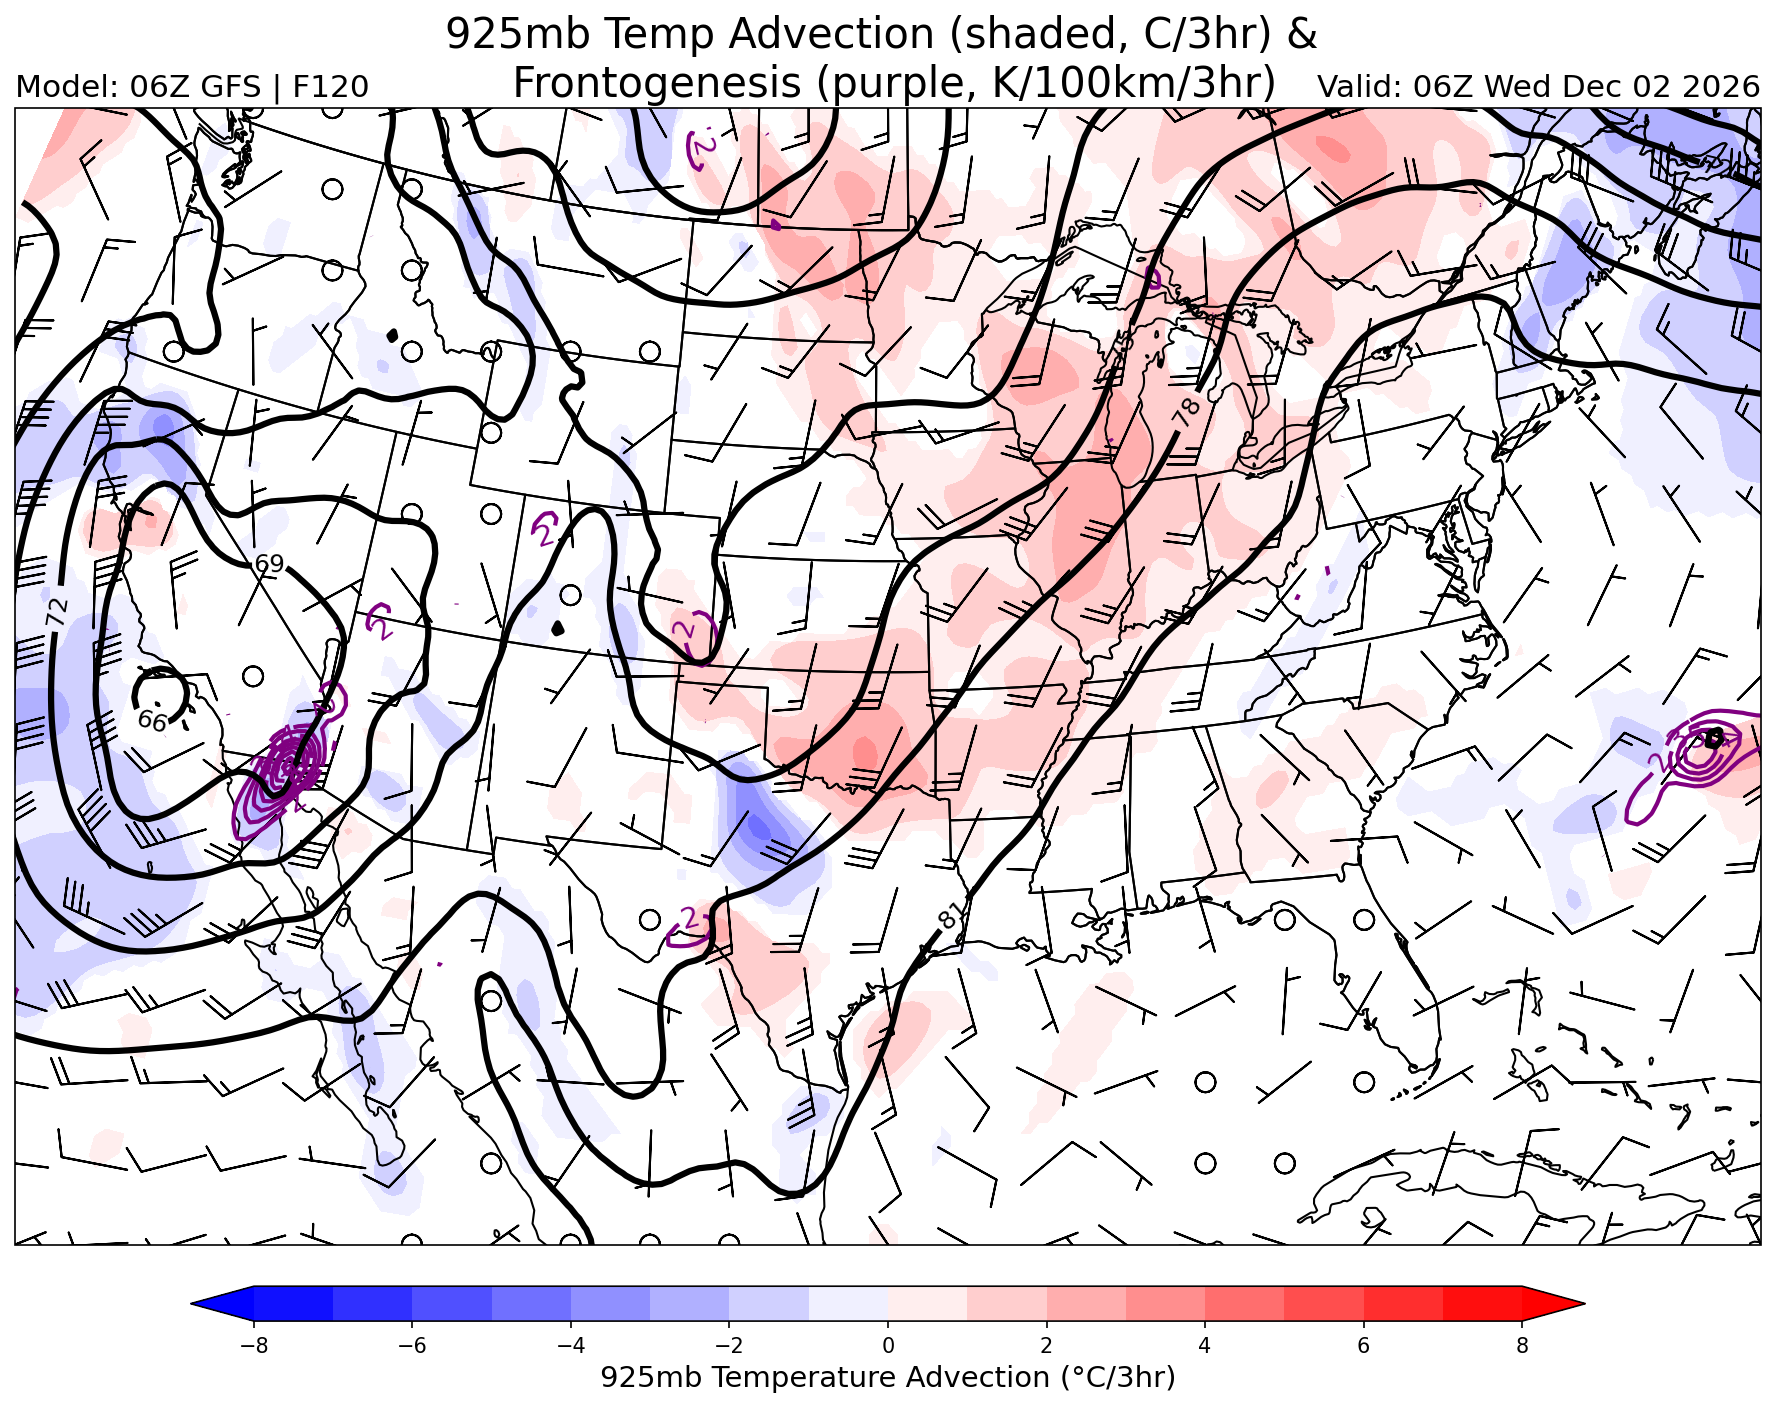 925mb Temp Advection (shaded, C/3hr) &
Frontogenesis (purple, K/100km/3hr)
Model: 06Z GFS | F120
Valid: 06Z Wed Dec 02 2026
2
78
2
69
72
2
2
66
2
2
81
−8 −6 −4 −2 0 2 4 6 8
925mb Temperature Advection (°C/3hr)